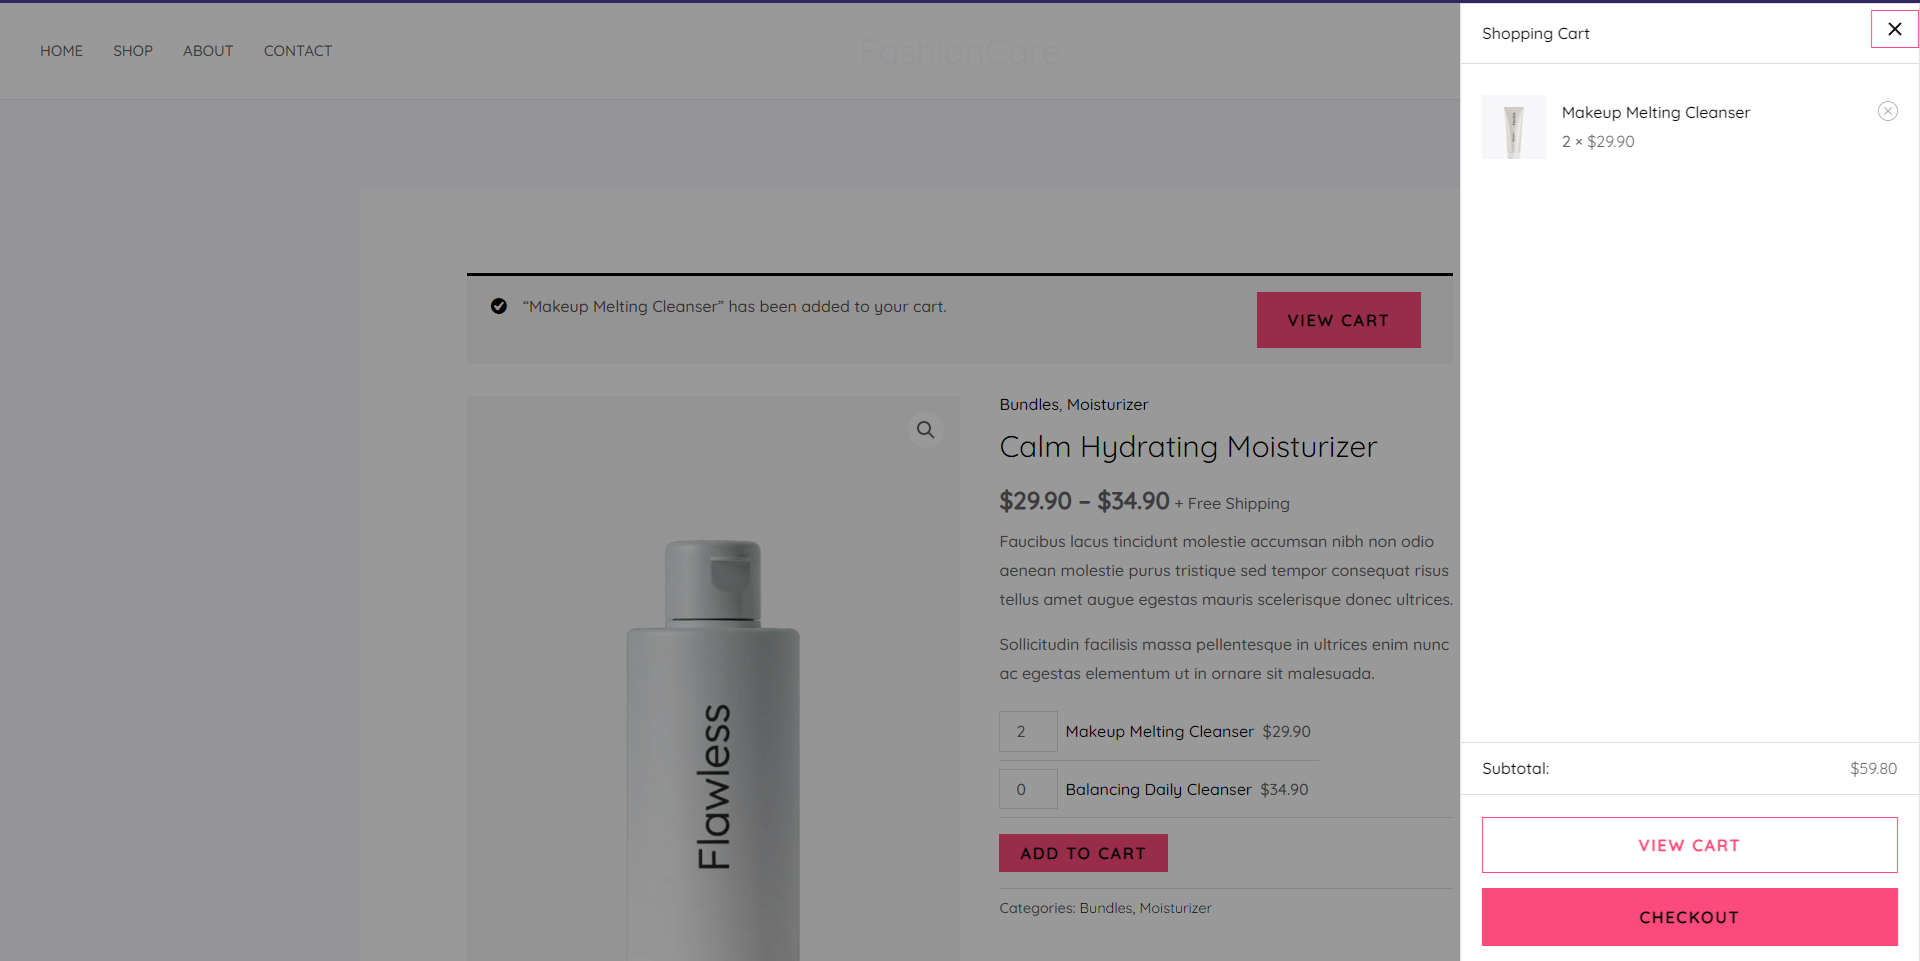 HOME SHOP ABOUT CONTACT
FashionCare
Shopping Cart
Makeup Melting Cleanser
2 × $29.90
“Makeup Melting Cleanser” has been added to your cart.
VIEW CART
Bundles, Moisturizer
Calm Hydrating Moisturizer
$29.90 – $34.90 + Free Shipping
Faucibus lacus tincidunt molestie accumsan nibh non odio
aenean molestie purus tristique sed tempor consequat risus
tellus amet augue egestas mauris scelerisque donec ultrices.
Sollicitudin facilisis massa pellentesque in ultrices enim nunc
ac egestas elementum ut in ornare sit malesuada.
Flawless
2 Makeup Melting Cleanser $29.90
0 Balancing Daily Cleanser $34.90
ADD TO CART
Categories: Bundles, Moisturizer
Subtotal: $59.80
VIEW CART
CHECKOUT